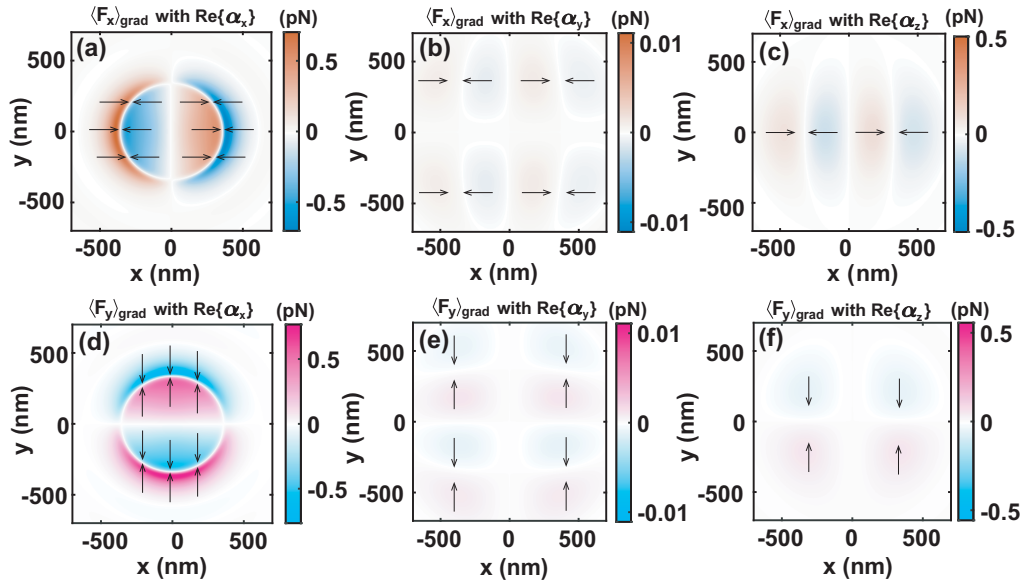 ⟨Fx⟩grad with Re{αx} (pN)
(a)
500
0
-500
y (nm)
-500 0 500
x (nm)
0.5
0
-0.5
⟨Fx⟩grad with Re{αy} (pN)
(b)
500
0
-500
y (nm)
-500 0 500
x (nm)
0.01
0
-0.01
⟨Fx⟩grad with Re{αz} (pN)
(c)
500
0
-500
y (nm)
-500 0 500
x (nm)
0.5
0
-0.5
⟨Fy⟩grad with Re{αx} (pN)
(d)
500
0
-500
y (nm)
-500 0 500
x (nm)
0.5
0
-0.5
⟨Fy⟩grad with Re{αy} (pN)
(e)
500
0
-500
y (nm)
-500 0 500
x (nm)
0.01
0
-0.01
⟨Fy⟩grad with Re{αz} (pN)
(f)
500
0
-500
y (nm)
-500 0 500
x (nm)
0.5
0
-0.5